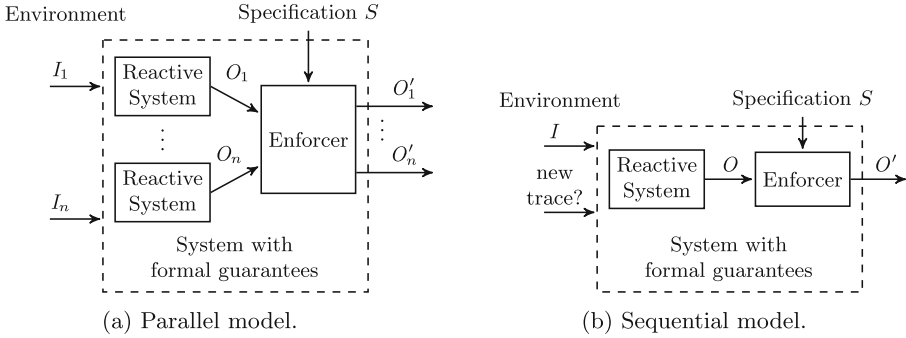 Environment
Specification S
I1
Reactive
System
O1
Enforcer
O′1
⋮
⋮
On
O′n
Reactive
System
In
System with
formal guarantees
(a) Parallel model.
Environment
Specification S
I
new
trace?
Reactive
System
O
Enforcer
O′
System with
formal guarantees
(b) Sequential model.